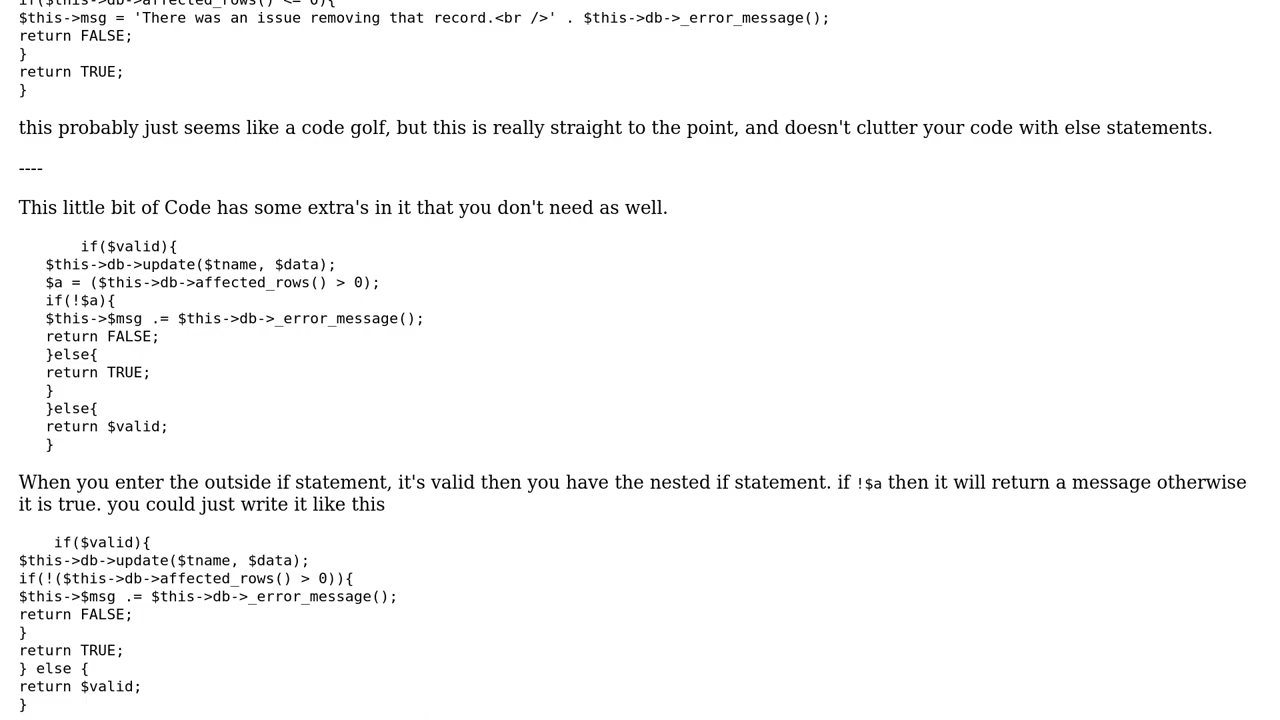 if($this->db->affected_rows() <= 0){
$this->msg = 'There was an issue removing that record.<br />' . $this->db->_error_message();
return FALSE;
}
return TRUE;
}
this probably just seems like a code golf, but this is really straight to the point, and doesn't clutter your code with else statements.
----
This little bit of Code has some extra's in it that you don't need as well.
if($valid){
$this->db->update($tname, $data);
$a = ($this->db->affected_rows() > 0);
if(!$a){
$this->$msg .= $this->db->_error_message();
return FALSE;
}else{
return TRUE;
}
}else{
return $valid;
}
When you enter the outside if statement, it's valid then you have the nested if statement. if !$a then it will return a message otherwise
it is true. you could just write it like this
if($valid){
$this->db->update($tname, $data);
if(!($this->db->affected_rows() > 0)){
$this->$msg .= $this->db->_error_message();
return FALSE;
}
return TRUE;
} else {
return $valid;
}